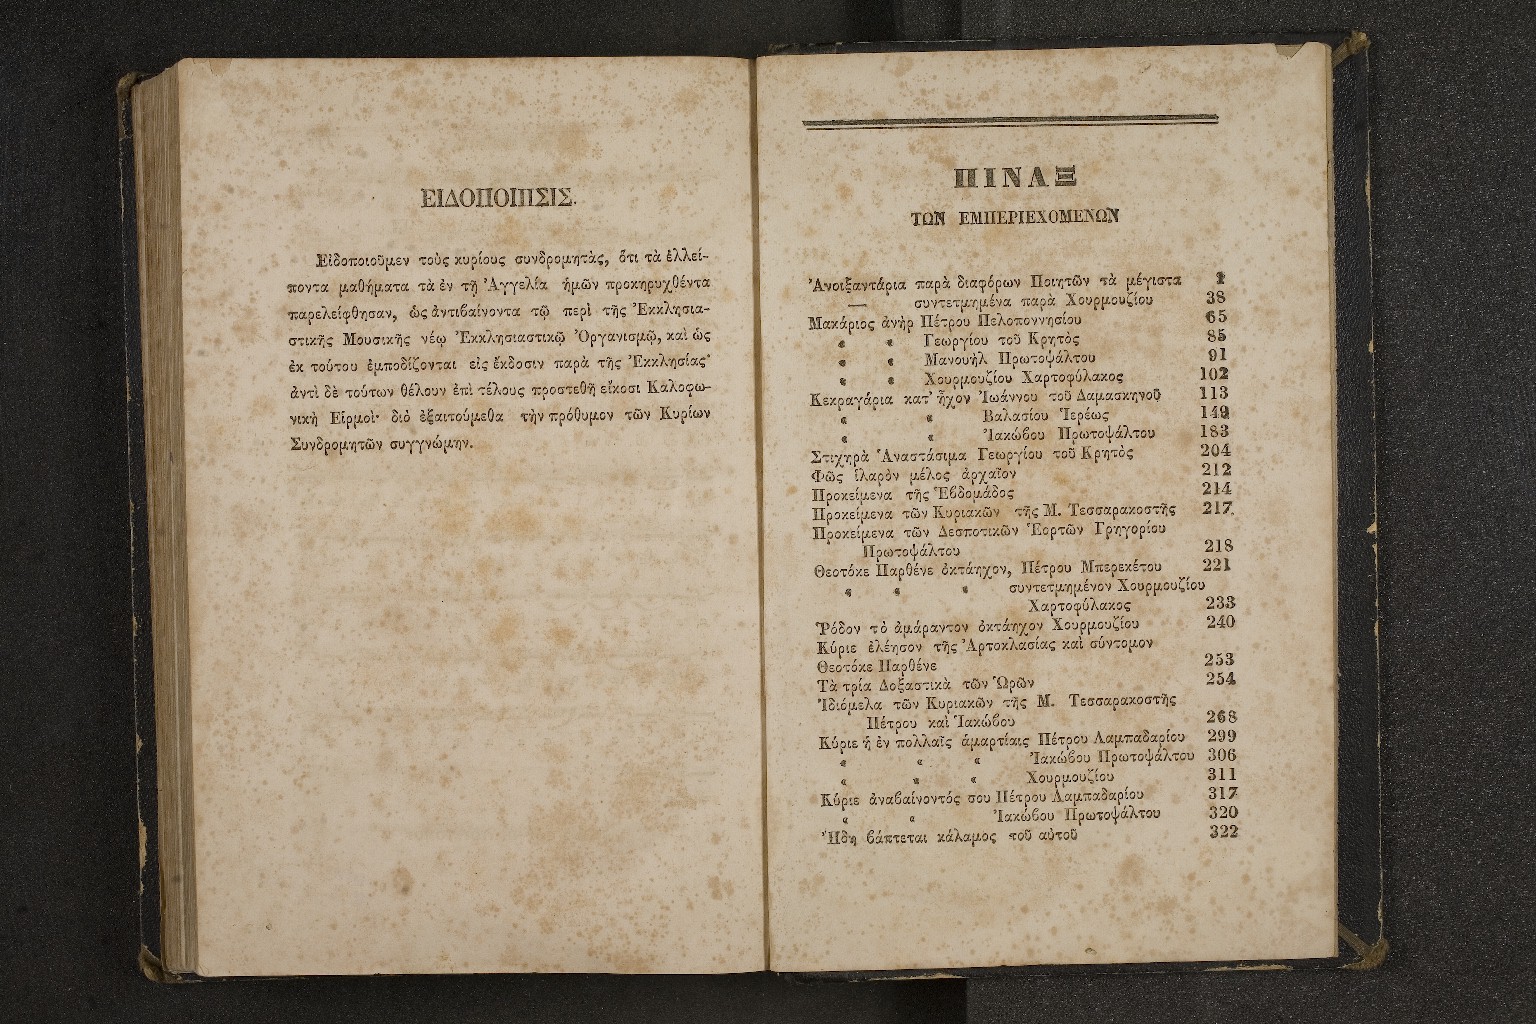 ΕΙΔΟΠΟΙΗΣΙΣ.
Εἰδοποιοῦμεν τοὺς κυρίους συνδρομητὰς, ὅτι τὰ ἐλλεί-
ποντα μαθήματα τὰ ἐν τῇ Ἀγγελίᾳ ἡμῶν προκηρυχθέντα
παρελείφθησαν, ὡς ἀντιβαίνοντα τῷ περὶ τῆς Ἐκκλησια-
στικῆς Μουσικῆς νέῳ Ἐκκλησιαστικῷ Ὀργανισμῷ, καὶ ὡς
ἐκ τούτου ἐμποδίζονται εἰς ἔκδοσιν παρὰ τῆς Ἐκκλησίας·
ἀντὶ δὲ τούτων θέλουν ἐπὶ τέλους προστεθῆ εἴκοσι Καλοφω-
νικὴ Εἱρμοὶ· διὸ ἐξαιτούμεθα τὴν πρόθυμον τῶν Κυρίων
Συνδρομητῶν συγγνώμην.
ΠΙΝΑΞ
ΤΩΝ ΕΜΠΕΡΙΕΧΟΜΕΝΩΝ
Ἀνοιξαντάρια παρὰ διαφόρων Ποιητῶν τὰ μέγιστα 1
— συντετμημένα παρὰ Χουρμουζίου 38
Μακάριος ἀνὴρ Πέτρου Πελοποννησίου 65
« « Γεωργίου τοῦ Κρητὸς 85
« « Μανουὴλ Πρωτοψάλτου 91
« « Χουρμουζίου Χαρτοφύλακος 102
Κεκραγάρια κατ' ἦχον Ἰωάννου τοῦ Δαμασκηνοῦ 113
« « Βαλασίου Ἱερέως 149
« « Ἰακώβου Πρωτοψάλτου 183
Στιχηρὰ Ἀναστάσιμα Γεωργίου τοῦ Κρητὸς 204
Φῶς ἱλαρὸν μέλος ἀρχαῖον 212
Προκείμενα τῆς Ἑβδομάδος 214
Προκείμενα τῶν Κυριακῶν τῆς Μ. Τεσσαρακοστῆς 217
Προκείμενα τῶν Δεσποτικῶν Ἑορτῶν Γρηγορίου
Πρωτοψάλτου 218
Θεοτόκε Παρθένε ὀκτάηχον, Πέτρου Μπερεκέτου 221
« « « συντετμημένον Χουρμουζίου
Χαρτοφύλακος 233
Ῥόδον τὸ ἀμάραντον ὀκτάηχον Χουρμουζίου 240
Κύριε ἐλέησον τῆς Ἀρτοκλασίας καὶ σύντομον
Θεοτόκε Παρθένε 253
Τὰ τρία Δοξαστικὰ τῶν Ὡρῶν 254
Ἰδιόμελα τῶν Κυριακῶν τῆς Μ. Τεσσαρακοστῆς
Πέτρου καὶ Ἰακώβου 268
Κύριε ἡ ἐν πολλαῖς ἁμαρτίαις Πέτρου Λαμπαδαρίου 299
« « « Ἰακώβου Πρωτοψάλτου 306
« « « Χουρμουζίου 311
Κύριε ἀναβαίνοντός σου Πέτρου Λαμπαδαρίου 317
« « Ἰακώβου Πρωτοψάλτου 320
Ἤδη βάπτεται κάλαμος τοῦ αὐτοῦ 322